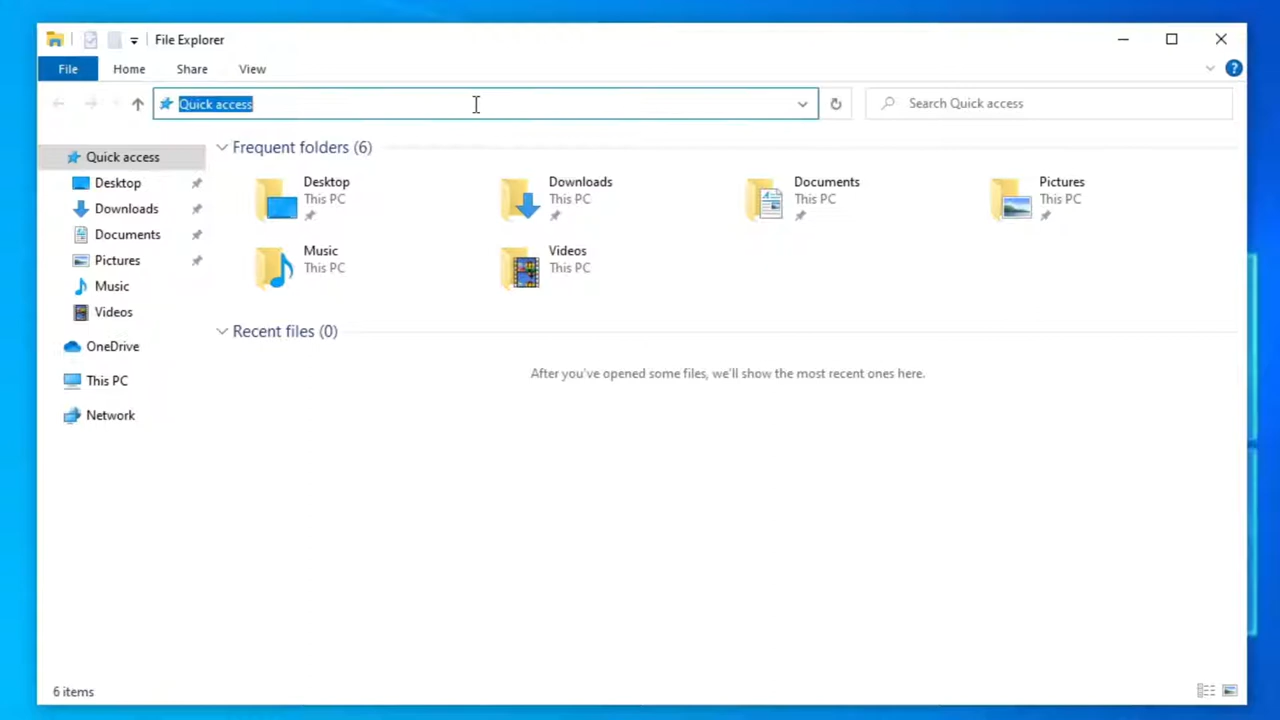 File Explorer
File
Home
Share
View
?
Quick access
Search Quick access
Quick access
Desktop
Downloads
Documents
Pictures
Music
Videos
OneDrive
This PC
Network
Frequent folders (6)
Desktop
This PC
Downloads
This PC
Documents
This PC
Pictures
This PC
Music
This PC
Videos
This PC
Recent files (0)
After you've opened some files, we'll show the most recent ones here.
6 items